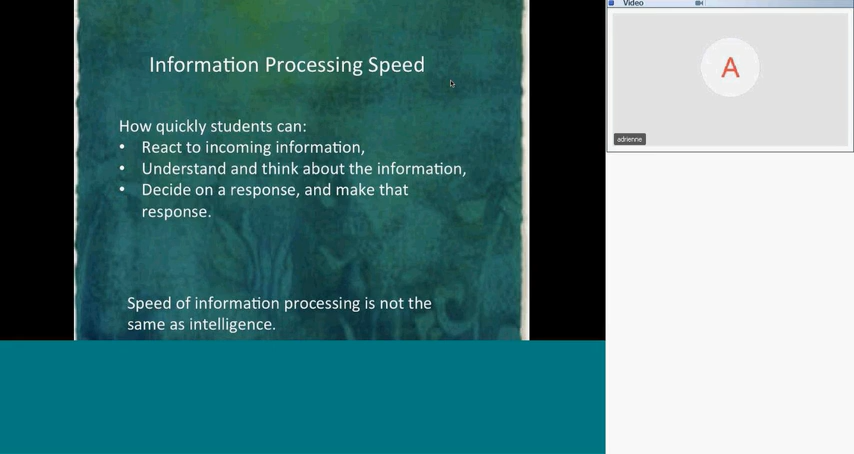 Information Processing Speed
How quickly students can:
• React to incoming information,
• Understand and think about the information,
• Decide on a response, and make that
response.
Speed of information processing is not the
same as intelligence.
Video
A
adrienne